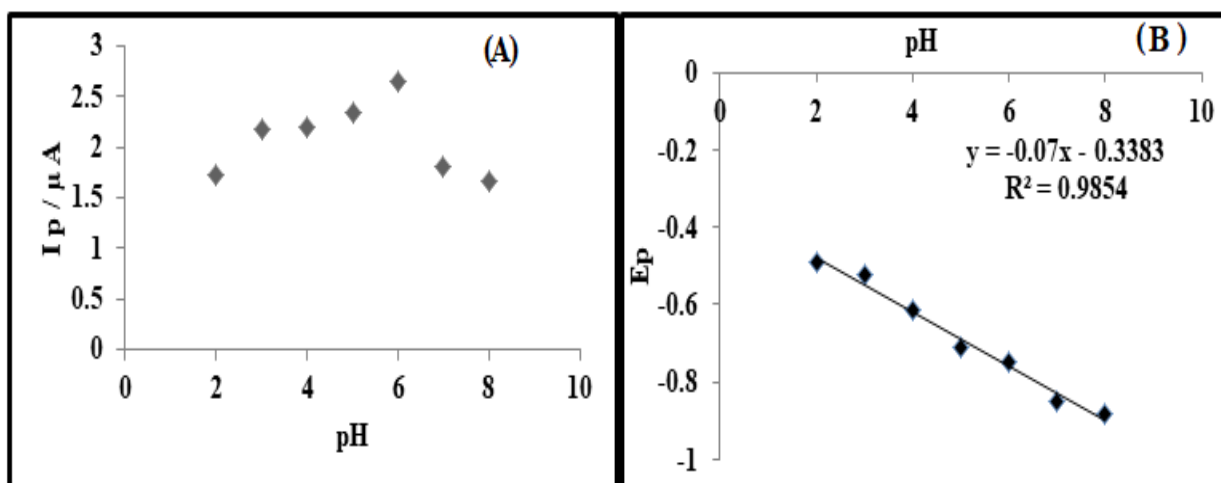 (A)
3
2.5
2
1.5
1
0.5
0
0 2 4 6 8 10
Ip / μ A
pH
(B)
pH
0
0 2 4 6 8 10
-0.2
-0.4
-0.6
-0.8
-1
Ep
y = -0.07x - 0.3383
R² = 0.9854